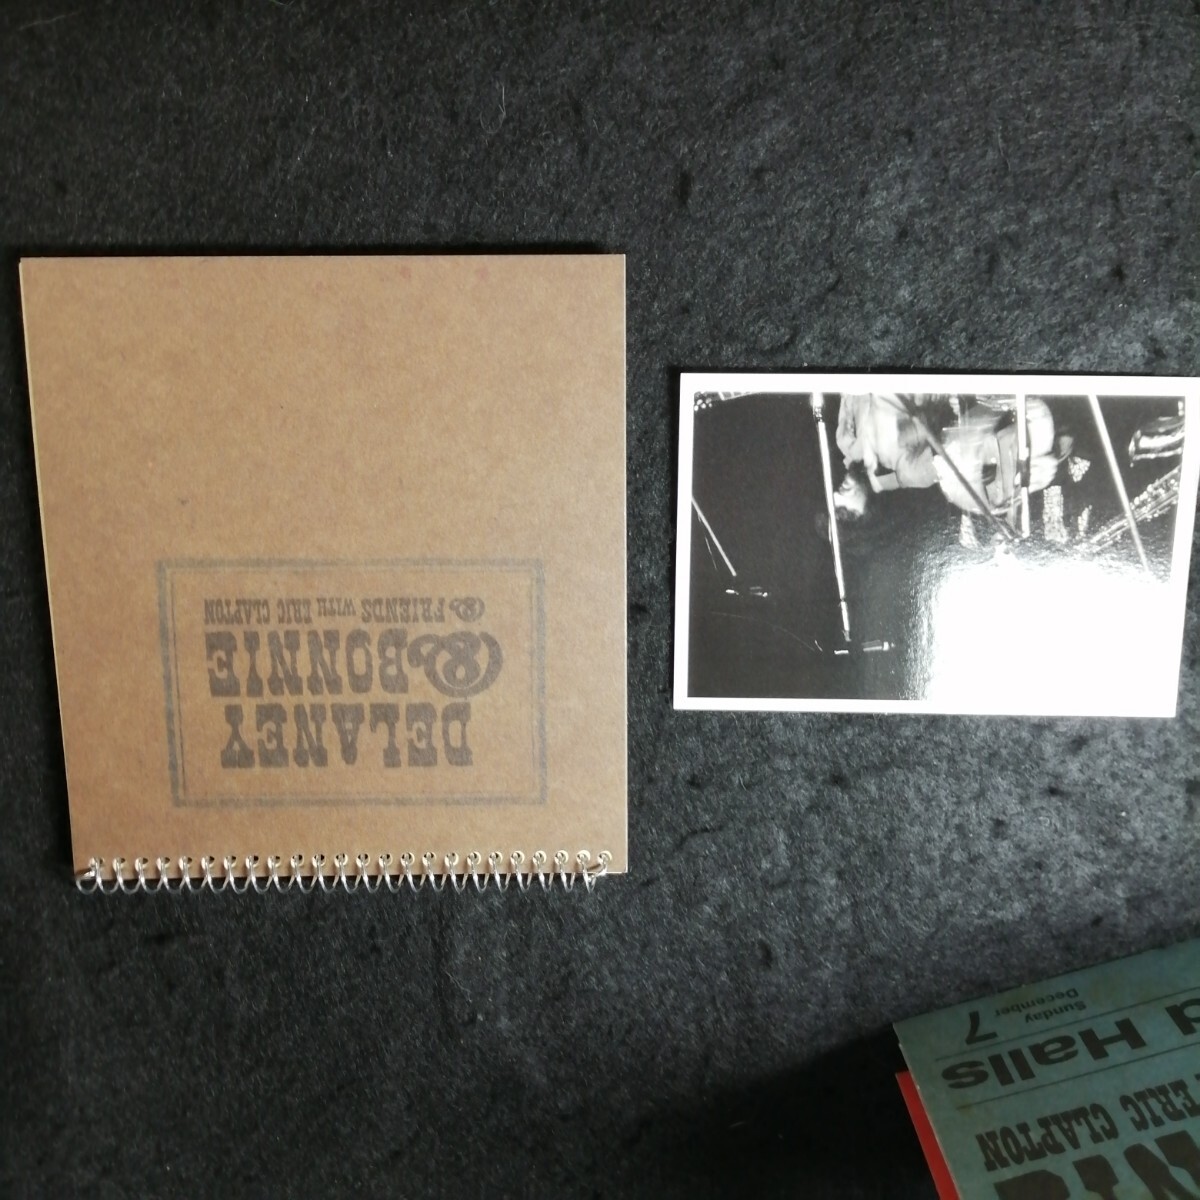 DELANEY
& BONNIE
& FRIENDS WITH ERIC CLAPTON
Sunday
December 7
Halls
ERIC CLAPTON